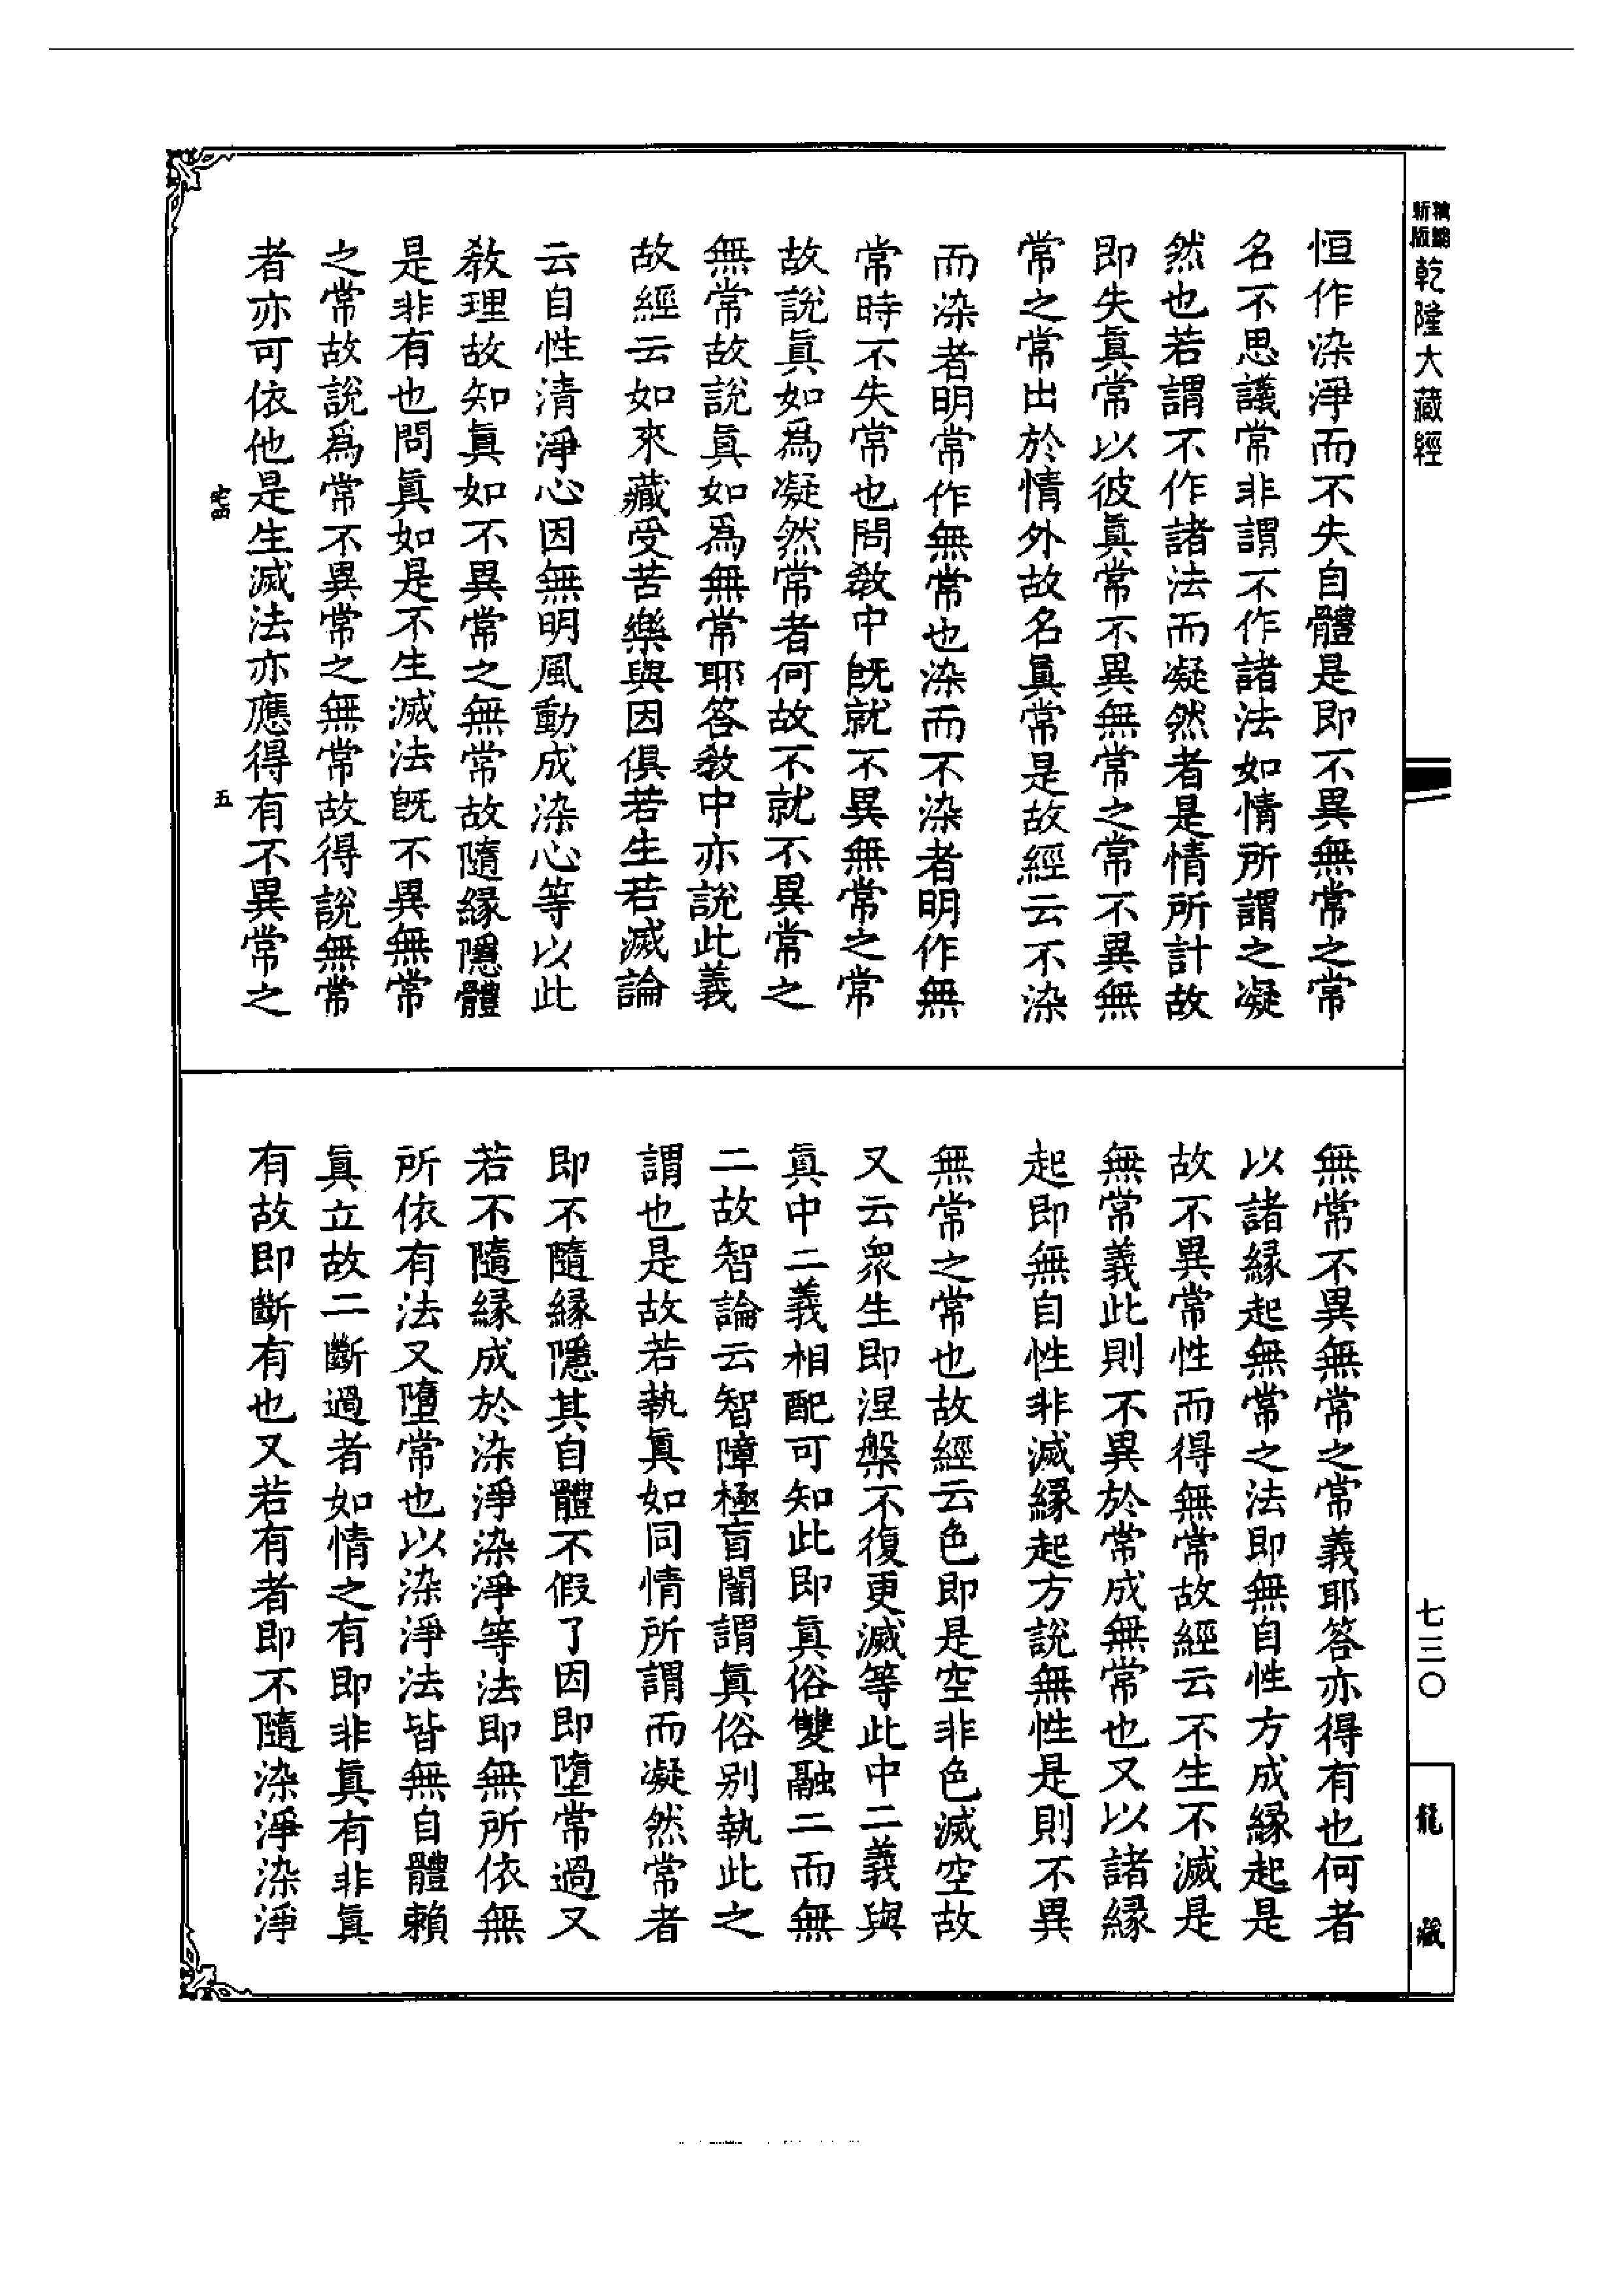 新版精縮乾隆大藏經
七三〇
龍藏
恒作染淨而不失自體是即不異無常之常
名不思議常非謂不作諸法如情所謂之凝
然也若謂不作諸法而凝然者是情所計故
即失眞常以彼眞常不異無常之常不異無
常之常出於情外故名眞常是故經云不染
而染者明常作無常也染而不染者明作無
常時不失常也問教中旣就不異無常之常
故說眞如爲凝然常者何故不就不異常之
無常故說眞如爲無常耶答教中亦說此義
故經云如來藏受苦樂與因俱若生若滅論
云自性清淨心因無明風動成染心等以此
教理故知眞如不異常之無常故隨緣隱體
是非有也問眞如是不生滅法旣不異無常
之常故說爲常不異常之無常故得說無常
者亦可依他是生滅法亦應得有不異常之
五
無常不異無常之常義耶答亦得有也何者
以諸緣起無常之法即無自性方成緣起是
故不異常性而得無常故經云不生不滅是
無常義此則不異於常成無常也又以諸緣
起即無自性非滅緣起方說無性是則不異
無常之常也故經云色即是空非色滅空故
又云衆生即涅槃不復更滅等此中二義與
眞中二義相配可知此即眞俗雙融二而無
二故智論云智障極盲闇謂眞俗別執此之
謂也是故若執眞如同情所謂而凝然常者
即不隨緣隱其自體不假了因即墮常過又
若不隨緣成於染淨染淨等法即無所依無
所依有法又墮常也以染淨法皆無自體賴
眞立故二斷過者如情之有即非眞有非眞
有故即斷有也又若有者即不隨染淨染淨